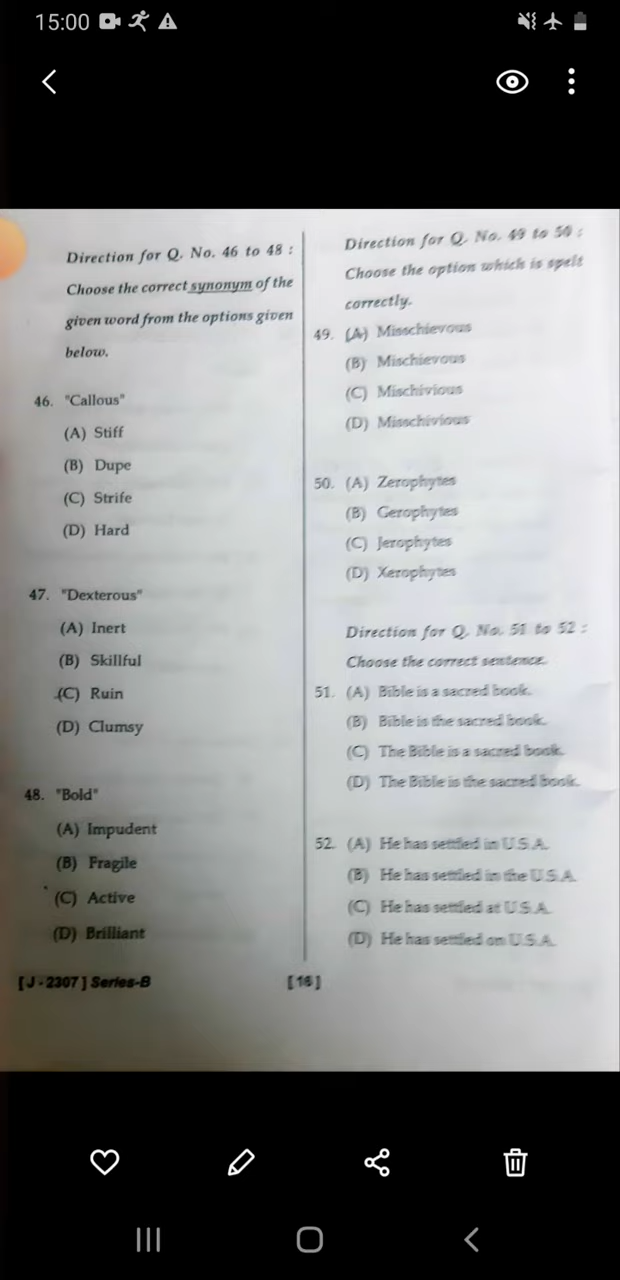 15:00
Direction for Q. No. 46 to 48 :
Choose the correct synonym of the
given word from the options given
below.
46. "Callous"
(A) Stiff
(B) Dupe
(C) Strife
(D) Hard
47. "Dexterous"
(A) Inert
(B) Skillful
(C) Ruin
(D) Clumsy
48. "Bold"
(A) Impudent
(B) Fragile
(C) Active
(D) Brilliant
[ J - 2307 ] Series-B
Direction for Q. No. 49 to 50 :
Choose the option which is spelt
correctly.
49. (A) Misschievous
(B) Mischievous
(C) Mischivious
(D) Misschivious
50. (A) Zerophytes
(B) Gerophytes
(C) Jerophytes
(D) Xerophytes
Direction for Q. No. 51 to 52 :
Choose the correct sentence.
51. (A) Bible is a sacred book.
(B) Bible is the sacred book.
(C) The Bible is a sacred book.
(D) The Bible is the sacred book.
52. (A) He has settled in U.S.A.
(B) He has settled in the U.S.A.
(C) He has settled at U.S.A.
(D) He has settled on U.S.A.
[ 16 ]